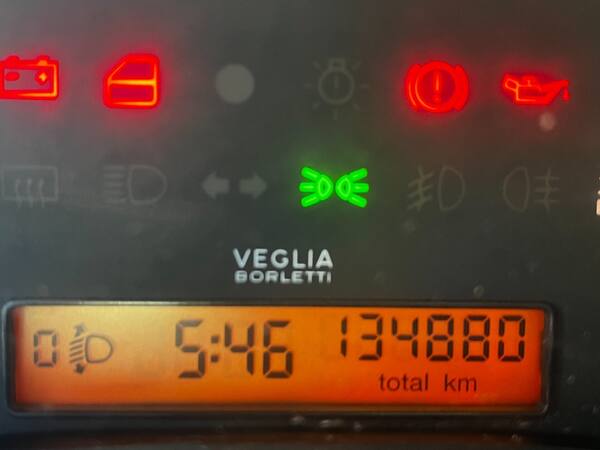 VEGLIA
BORLETTI
0 5:46 134880
total km